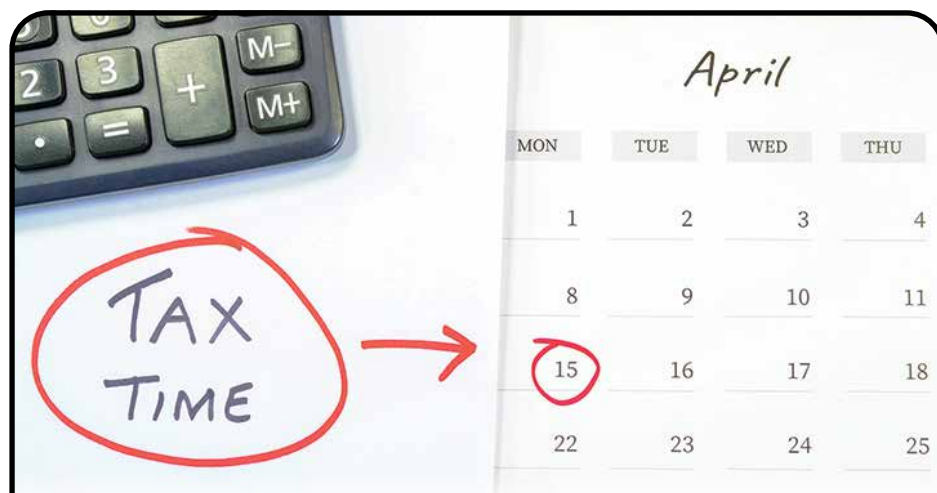 2 3 + M−
. = M+
TAX
TIME
April
MON TUE WED THU
1 2 3 4
8 9 10 11
15 16 17 18
22 23 24 25